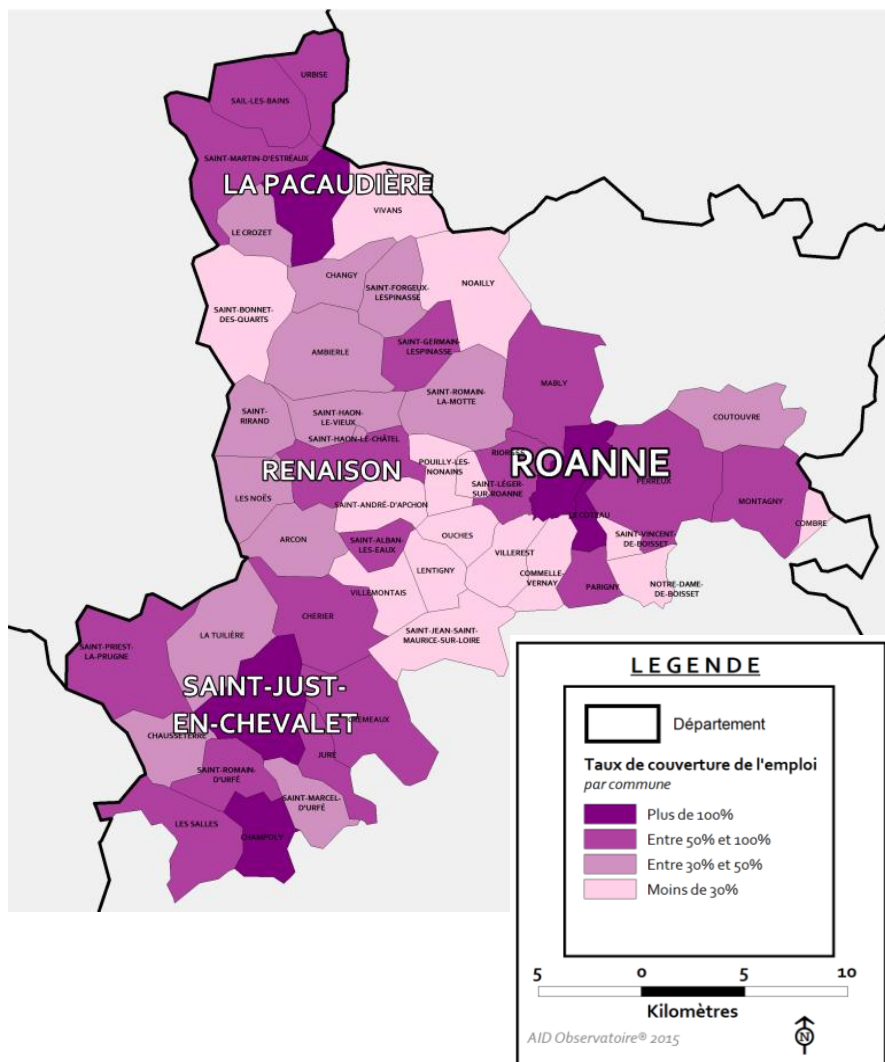 URBISE
SAIL-LES-BAINS
SAINT-MARTIN-D'ESTRÉAUX
LA PACAUDIÈRE
VIVANS
LE CROZET
CHANGY
NOAILLY
SAINT-FORGEUX-
LESPINASSE
SAINT-BONNET-
DES-QUARTS
SAINT-GERMAIN-
LESPINASSE
AMBIERLE
MABLY
SAINT-ROMAIN-
LA-MOTTE
SAINT-
RIRAND
SAINT-HAON-
LE-VIEUX
COUTOUVRE
SAINT-HAON-LE-CHÂTEL
RENAISON
POUILLY-LES-
NONAINS
ROANNE
SAINT-LÉGER-
SUR-ROANNE
PERREUX
LES NOËS
MONTAGNY
SAINT-ANDRÉ-D'APCHON
LE COTEAU
COMBRE
ARCON
SAINT-ALBAN-
LES-EAUX
OUCHES
VILLEREST
SAINT-VINCENT-
DE-BOISSET
LENTIGNY
COMMELLE-
VERNAY
PARIGNY
NOTRE-DAME-
DE-BOISSET
VILLEMONTAIS
CHERIER
SAINT-JEAN-SAINT-
MAURICE-SUR-LOIRE
LA TUILIÈRE
SAINT-PRIEST-
LA-PRUGNE
SAINT-JUST-
EN-CHEVALET
CREMEAUX
CHAUSSETERRE
JURÉ
SAINT-ROMAIN-
D'URFÉ
SAINT-MARCEL-
D'URFÉ
LES SALLES
CHAMPOLY
LEGENDE
Département
Taux de couverture de l'emploi
par commune
Plus de 100%
Entre 50% et 100%
Entre 30% et 50%
Moins de 30%
5 0 5 10
Kilomètres
AID Observatoire® 2015
N